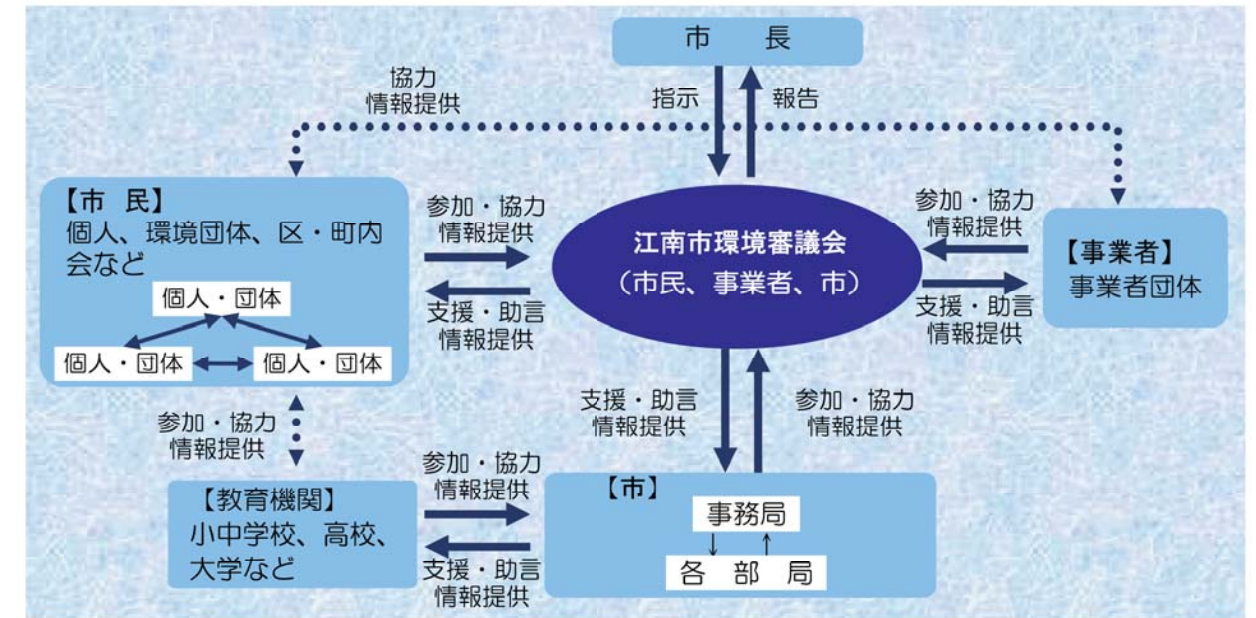 市　長
協力
情報提供
指示
報告
【市 民】
個人、環境団体、区・町内
会など
個人・団体
個人・団体
個人・団体
参加・協力
情報提供
支援・助言
情報提供
江南市環境審議会
（市民、事業者、市）
参加・協力
情報提供
支援・助言
情報提供
【事業者】
事業者団体
参加・協力
情報提供
支援・助言
情報提供
参加・協力
情報提供
【教育機関】
小中学校、高校、
大学など
参加・協力
情報提供
支援・助言
情報提供
【市】
事務局
各　部　局